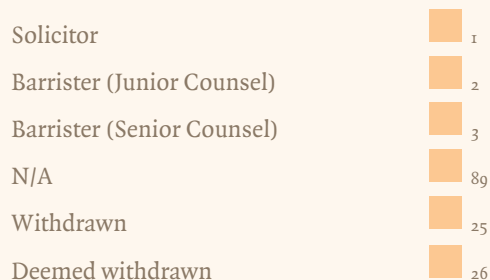 Solicitor 1
Barrister (Junior Counsel) 2
Barrister (Senior Counsel) 3
N/A 89
Withdrawn 25
Deemed withdrawn 26